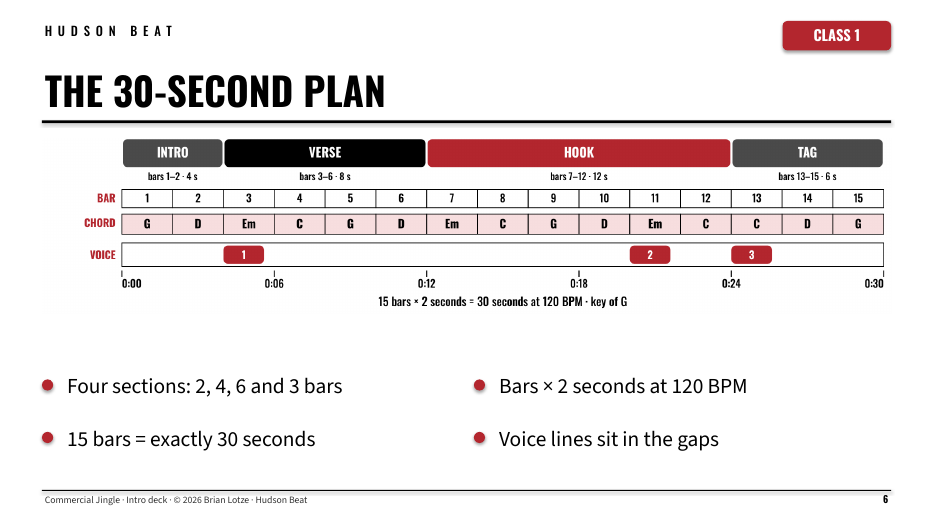 HUDSON BEAT
CLASS 1
THE 30-SECOND PLAN
INTRO VERSE HOOK TAG
bars 1–2 · 4 s bars 3–6 · 8 s bars 7–12 · 12 s bars 13–15 · 6 s
BAR 1 2 3 4 5 6 7 8 9 10 11 12 13 14 15
CHORD G D Em C G D Em C G D Em C C D G
VOICE 1 2 3
0:00 0:06 0:12 0:18 0:24 0:30
15 bars × 2 seconds = 30 seconds at 120 BPM · key of G
Four sections: 2, 4, 6 and 3 bars
15 bars = exactly 30 seconds
Bars × 2 seconds at 120 BPM
Voice lines sit in the gaps
Commercial Jingle · Intro deck · © 2026 Brian Lotze · Hudson Beat 6